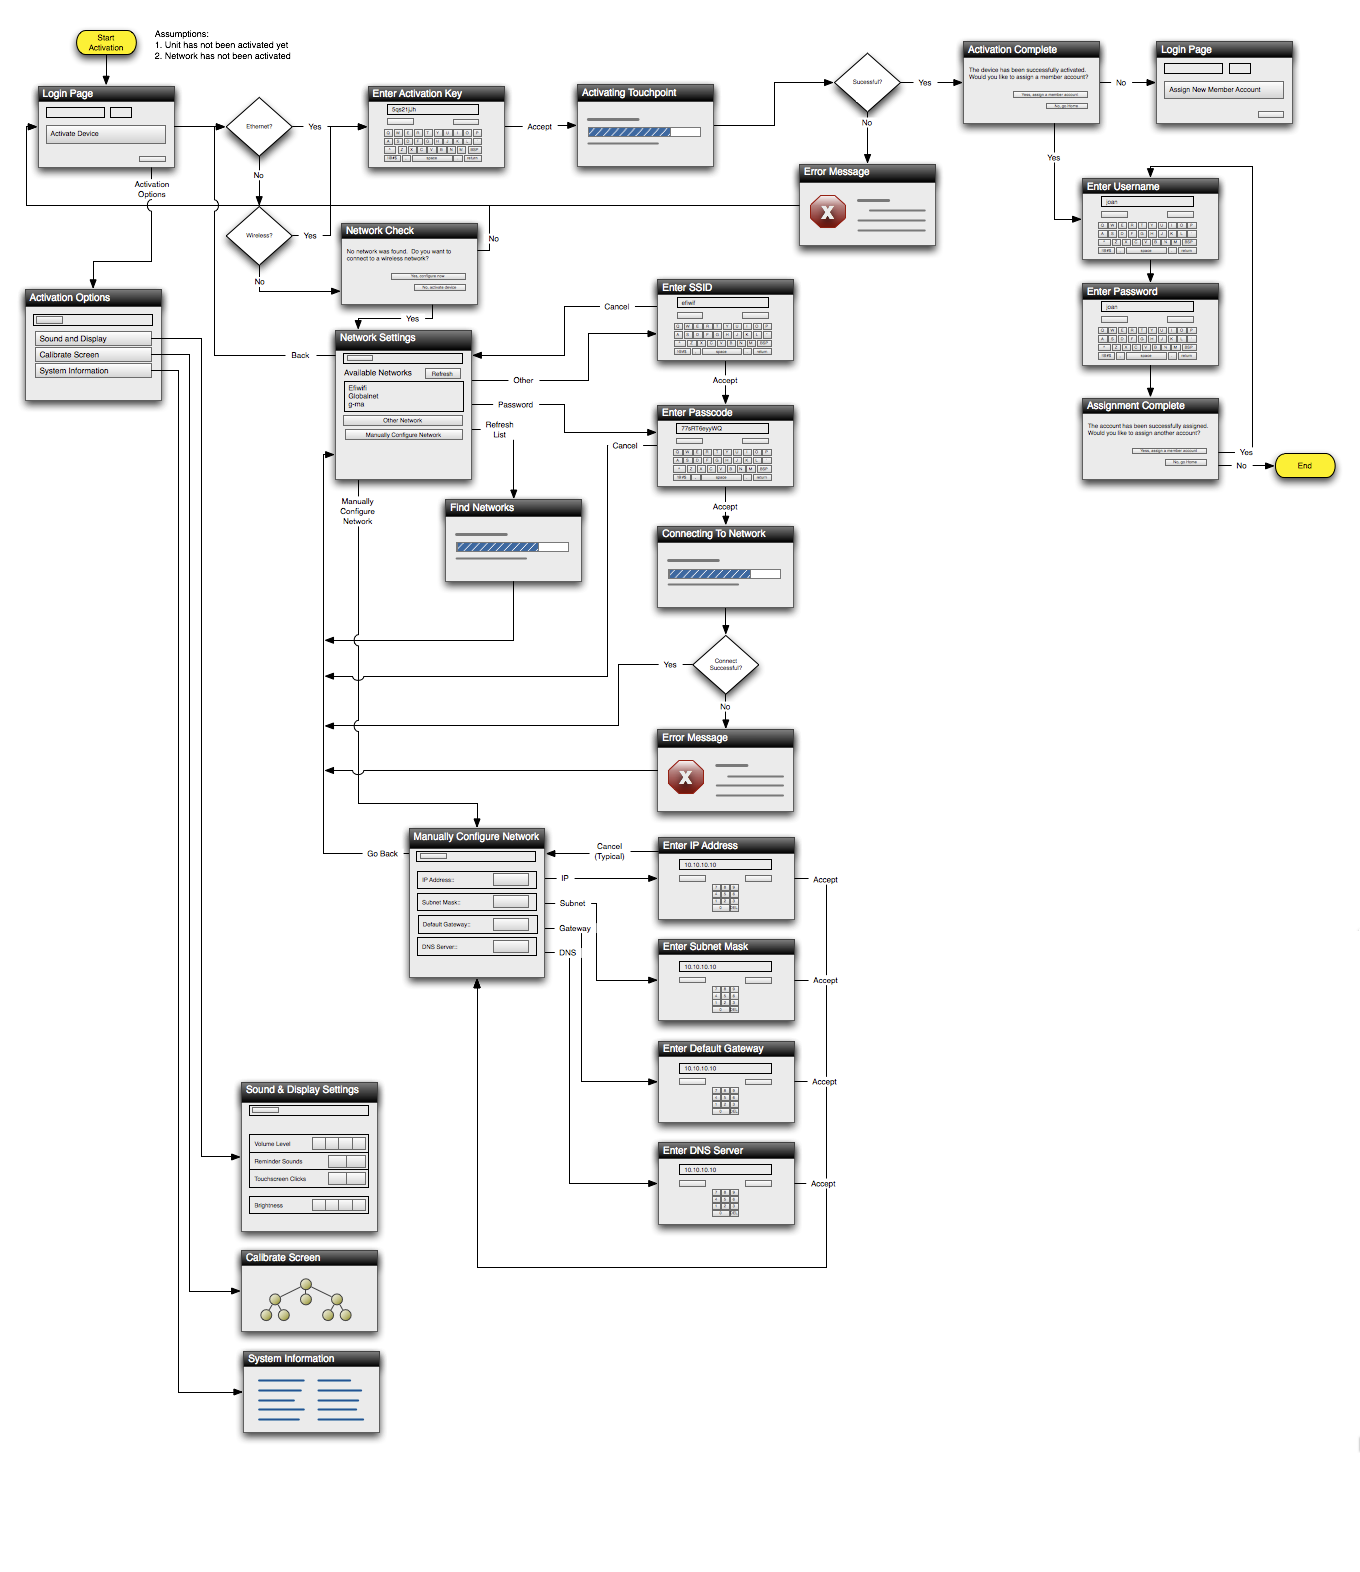 Start
Activation
Assumptions:
1. Unit has not been activated yet
2. Network has not been activated
Login Page
Activate Device
Activation
Options
Ethernet?
Yes
No
Wireless?
Yes
No
Enter Activation Key
5qs21jJh
Accept
Activating Touchpoint
Sucessful?
Yes
No
Error Message
Activation Complete
The device has been successfully activated.
Would you like to assign a member account?
Yess, assign a member account
No, go Home
No
Yes
Login Page
Assign New Member Account
Enter Username
joan
space
return
Enter Password
joan
space
return
Assignment Complete
The account has been successfully assigned.
Would you like to assign another account?
Yess, assign a member account
No, go Home
Yes
No
End
Network Check
No network was found. Do you want to
connect to a wireless network?
Yes, configure now
No, activate device
No
Yes
Activation Options
Sound and Display
Calibrate Screen
System Information
Back
Network Settings
Available Networks
Refresh
Efiwifi
Globalnet
g-ma
Other Network
Manually Configure Network
Cancel
Other
Password
Refresh
List
Manually
Configure
Network
Enter SSID
efiwif
space
return
Accept
Enter Passcode
77sRT6eyyWQ
space
return
Cancel
Accept
Find Networks
Connecting To Network
Connect
Successful?
Yes
No
Error Message
Manually Configure Network
IP Address::
Subnet Mask::
Default Gateway::
DNS Server::
Go Back
Cancel
(Typical)
IP
Subnet
Gateway
DNS
Enter IP Address
10.10.10.10
Accept
Enter Subnet Mask
10.10.10.10
Accept
Enter Default Gateway
10.10.10.10
Accept
Enter DNS Server
10.10.10.10
Accept
Sound & Display Settings
Volume Level
Reminder Sounds
Touchscreen Clicks
Brightness
Calibrate Screen
System Information